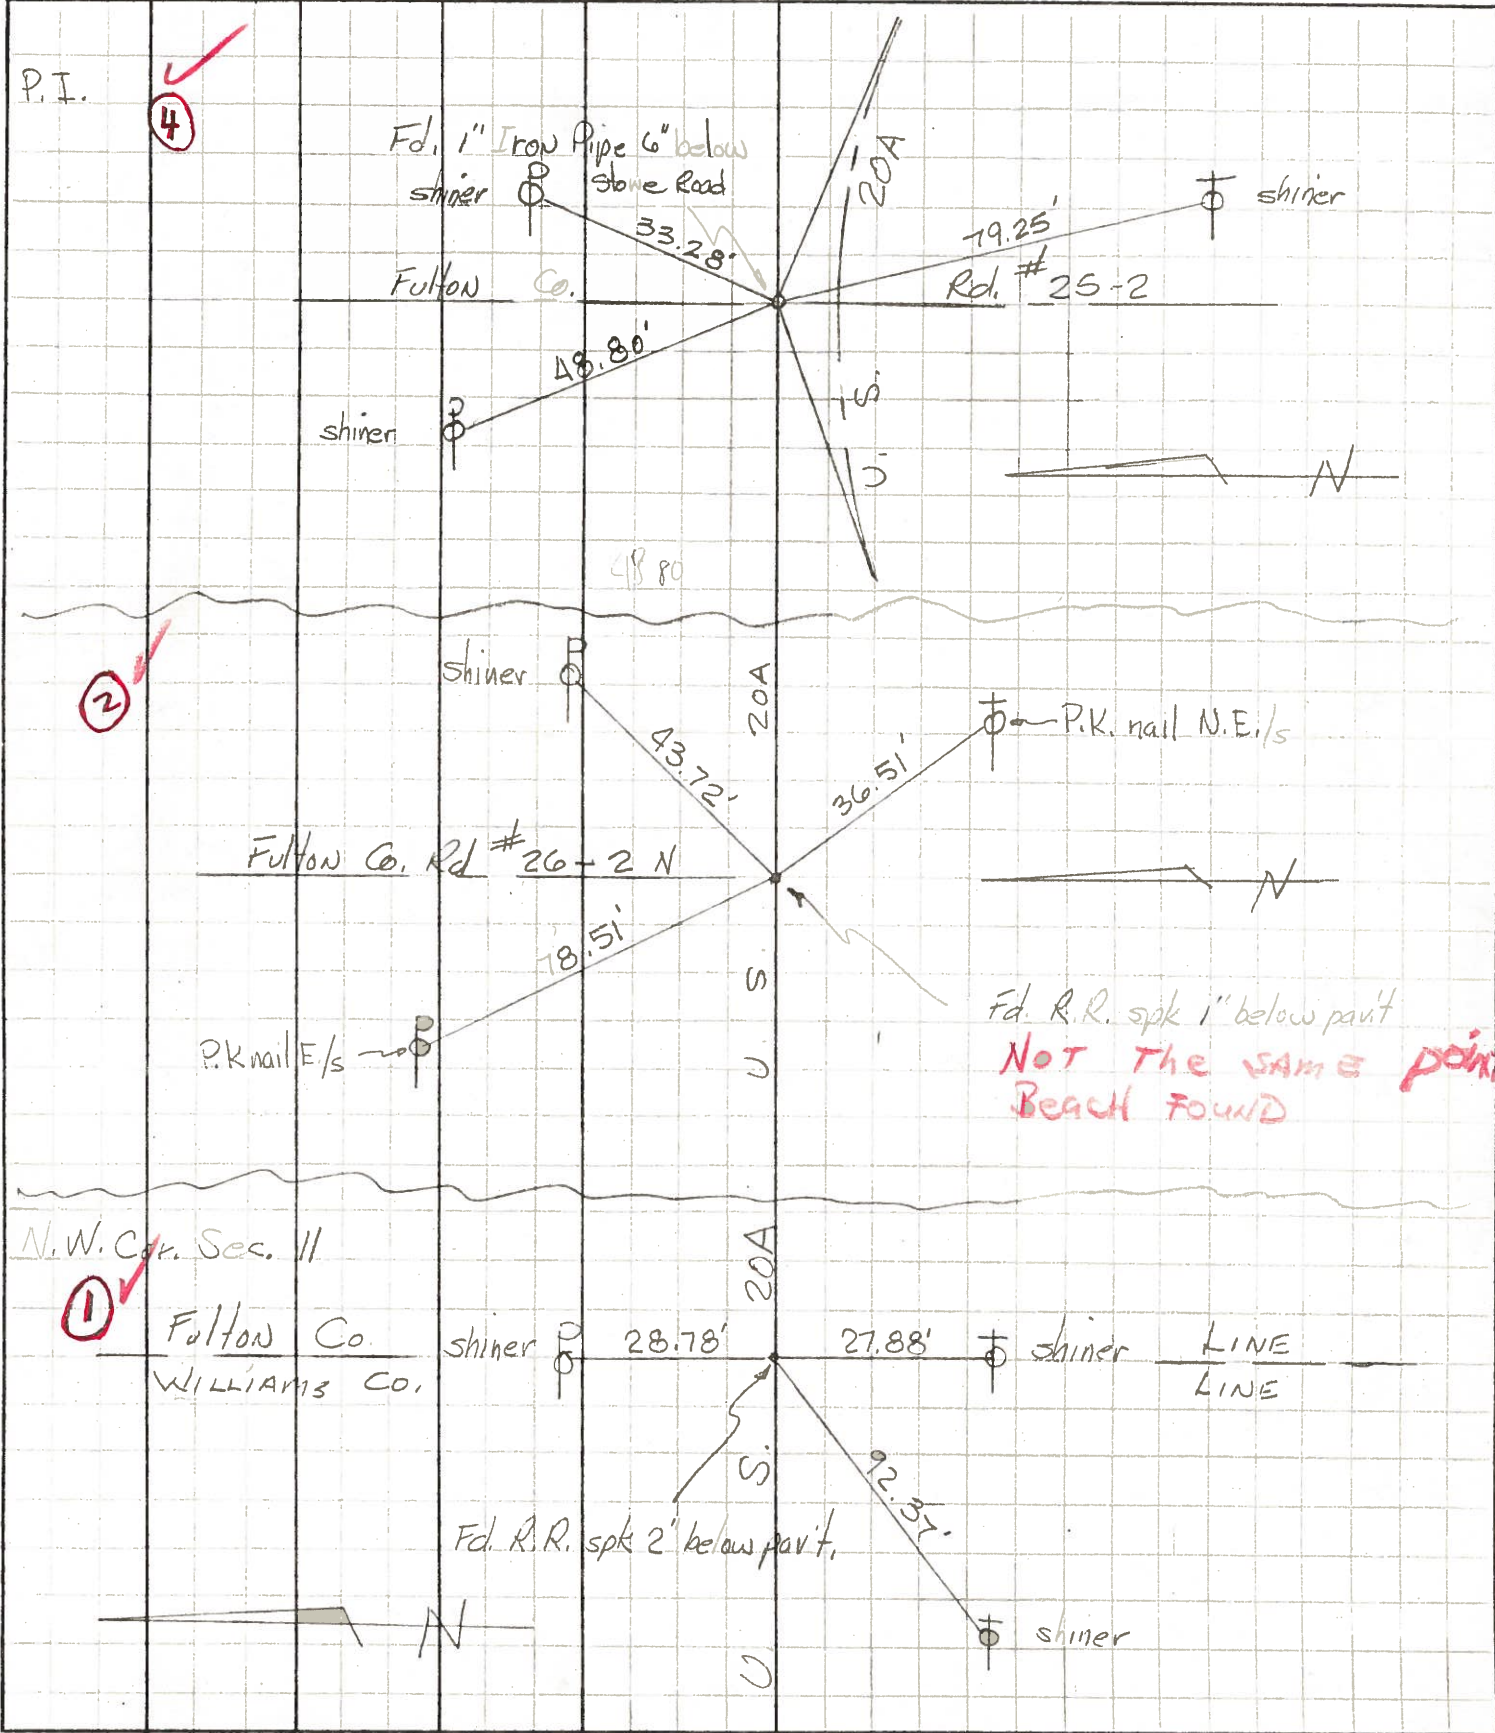 P.I.
4
Fd. 1" Iron Pipe 6" below
Stone Road
shiner
33.28'
20A
79.25'
shiner
Fulton Co.
Rd. # 25-2
48.80'
shiner
U.S.
N
48 80
2
shiner
20A
43.72'
36.51'
P.K. nail N.E./s
Fulton Co. Rd # 26-2 N
N
78.51'
P.K nail E./s
U S
Fd. R.R. spk 1" below pav't
NOT The SAME poin
BeacH FOUND
N.W. Cor. Sec. 11
1
Fulton Co.
WILLIAMS CO.
shiner
28.78'
20A
27.88'
shiner
LINE
LINE
U. S.
92.37'
Fd. R.R. spk 2" below pav't.
N
shiner